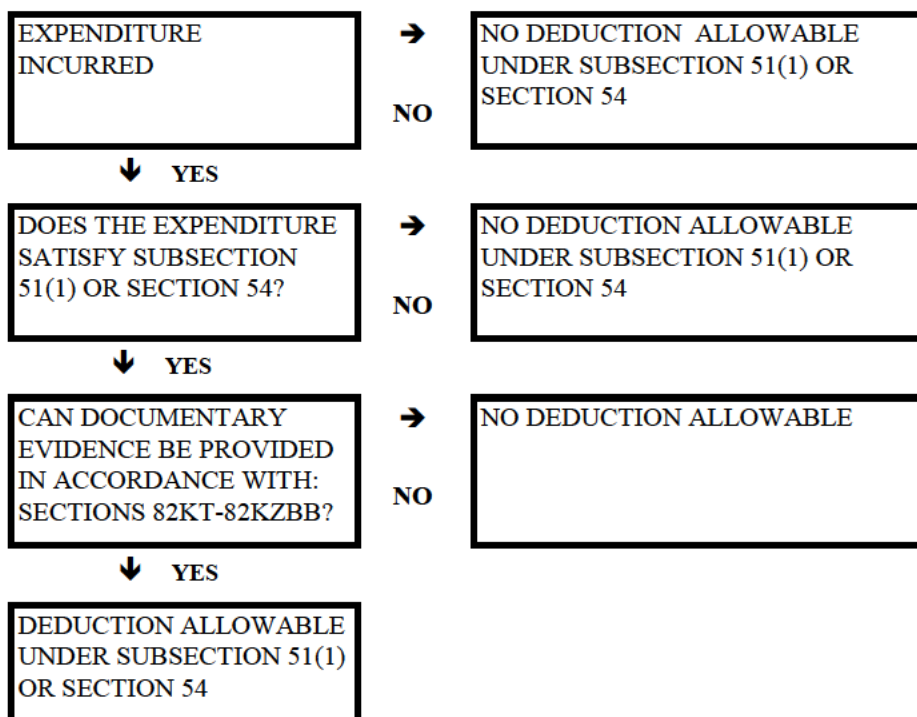 EXPENDITURE
INCURRED
➔
NO
NO DEDUCTION ALLOWABLE
UNDER SUBSECTION 51(1) OR
SECTION 54
🡻 YES
DOES THE EXPENDITURE
SATISFY SUBSECTION
51(1) OR SECTION 54?
➔
NO
NO DEDUCTION ALLOWABLE
UNDER SUBSECTION 51(1) OR
SECTION 54
🡻 YES
CAN DOCUMENTARY
EVIDENCE BE PROVIDED
IN ACCORDANCE WITH:
SECTIONS 82KT-82KZBB?
➔
NO
NO DEDUCTION ALLOWABLE
🡻 YES
DEDUCTION ALLOWABLE
UNDER SUBSECTION 51(1)
OR SECTION 54